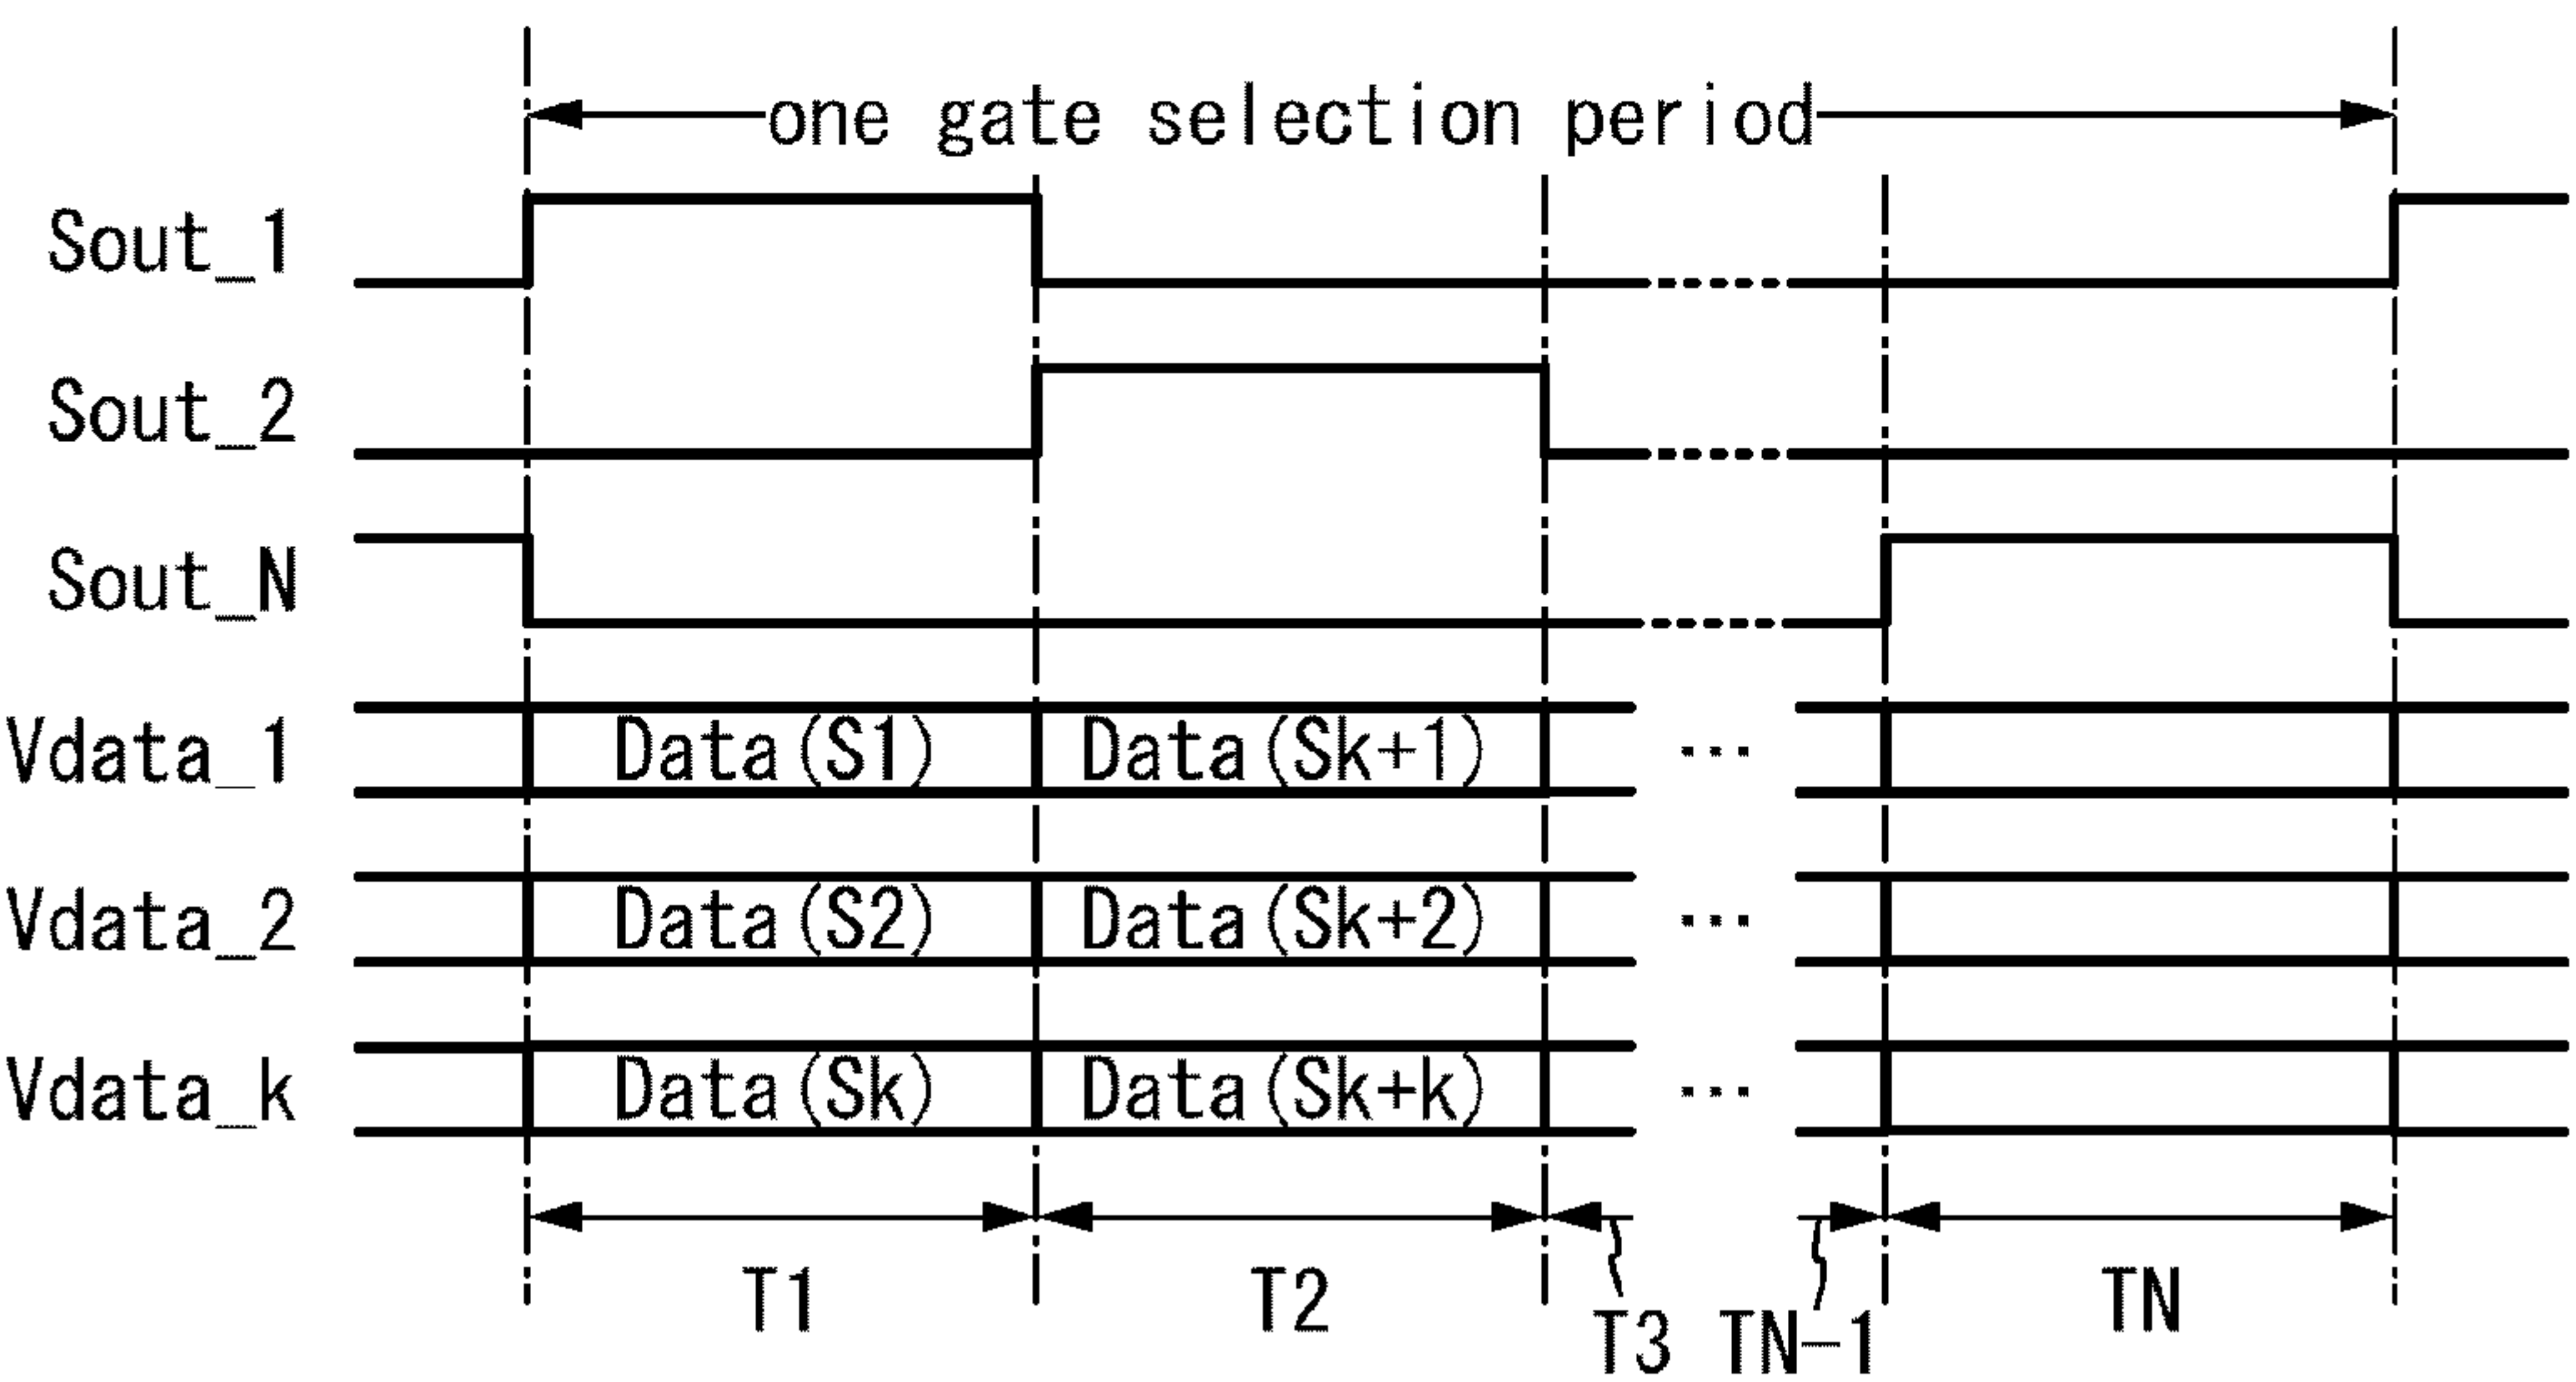 one gate selection period
Sout_1
Sout_2
Sout_N
Vdata_1 Data(S1) Data(Sk+1) ...
Vdata_2 Data(S2) Data(Sk+2) ...
Vdata_k Data(Sk) Data(Sk+k) ...
T1 T2 T3 TN-1 TN